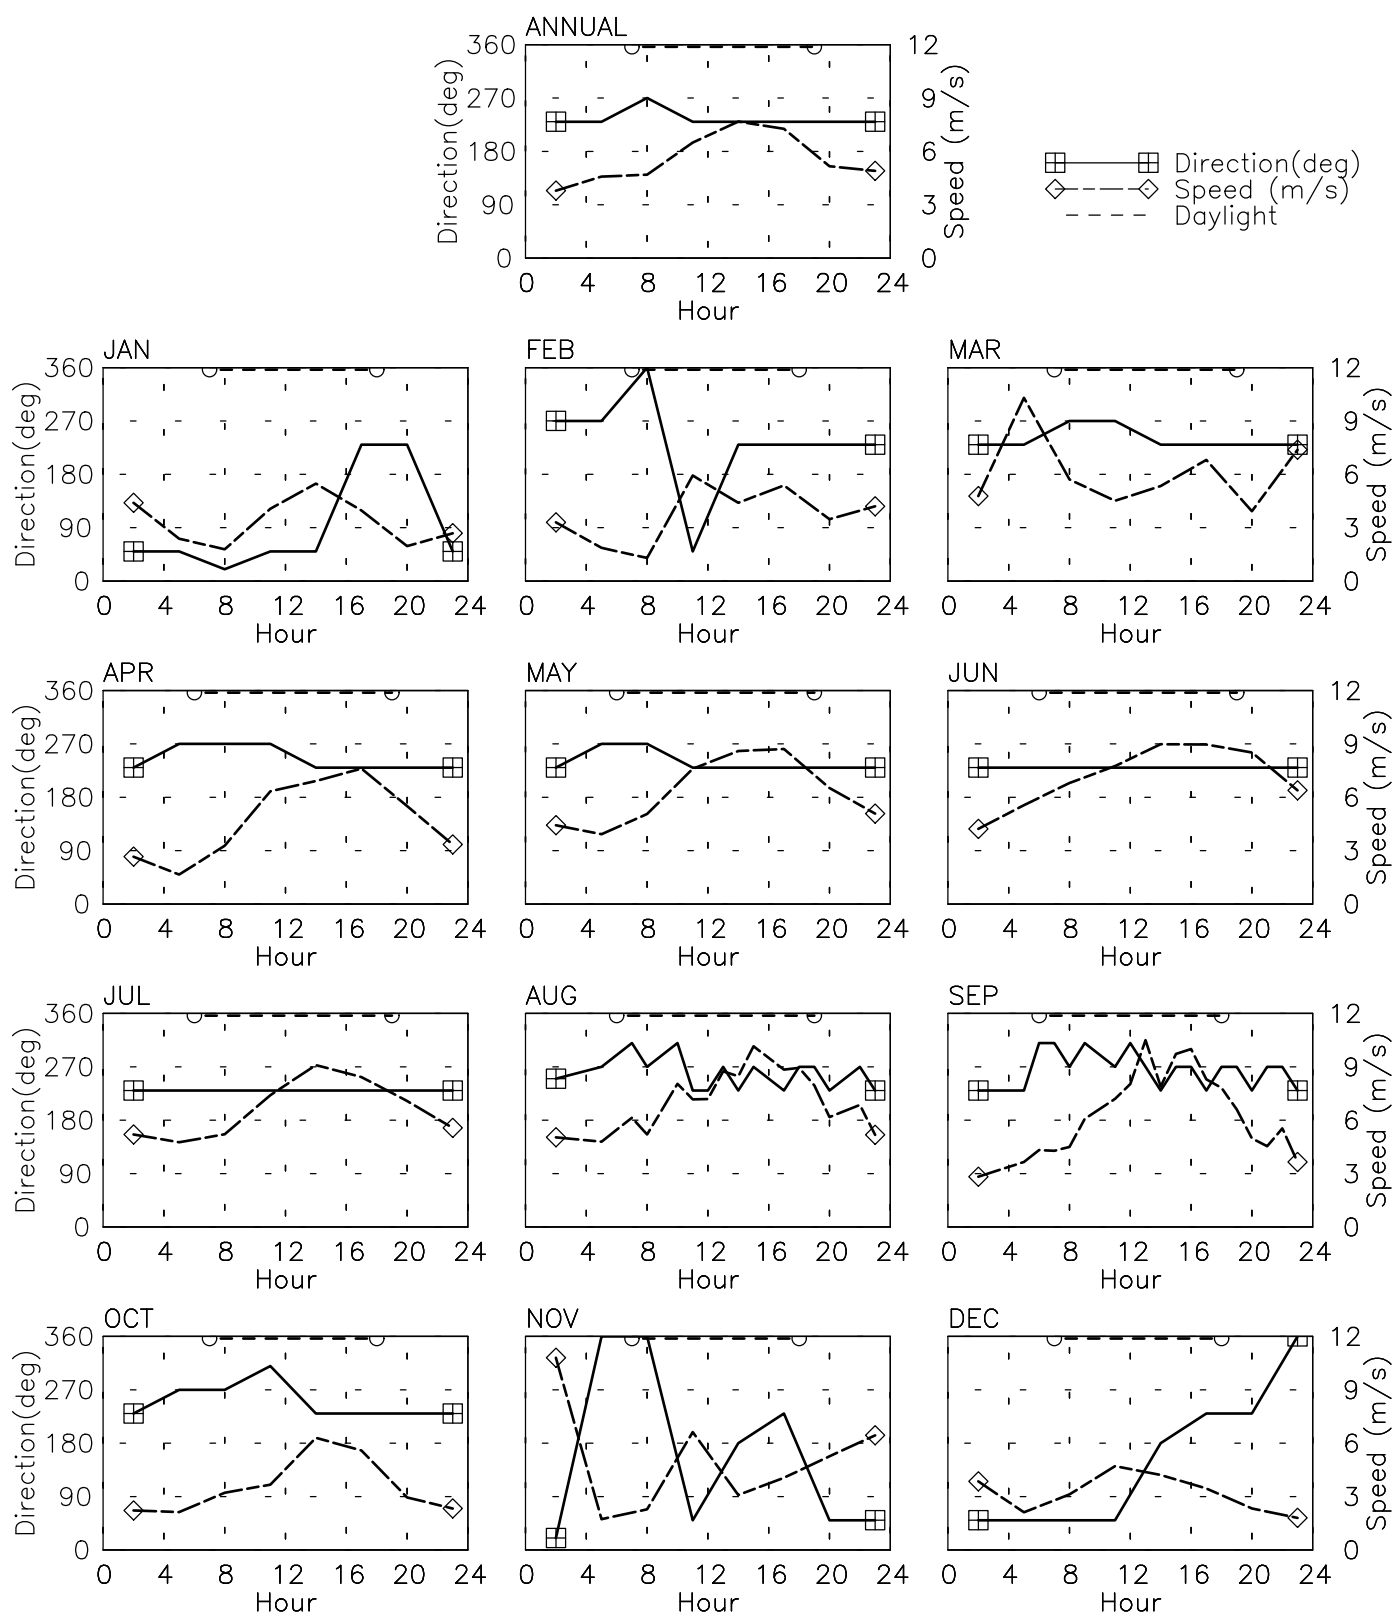 ANNUAL
360 12
270 9
180 6
90 3
0 0
Direction(deg)
Speed (m/s)
0 4 8 12 16 20 24
Hour
Direction(deg)
Speed (m/s)
Daylight
JAN FEB MAR
360 12
270 9
180 6
90 3
0 0
Direction(deg)
Speed (m/s)
0 4 8 12 16 20 24 0 4 8 12 16 20 24 0 4 8 12 16 20 24
Hour Hour Hour
APR MAY JUN
360 12
270 9
180 6
90 3
0 0
Direction(deg)
Speed (m/s)
0 4 8 12 16 20 24 0 4 8 12 16 20 24 0 4 8 12 16 20 24
Hour Hour Hour
JUL AUG SEP
360 12
270 9
180 6
90 3
0 0
Direction(deg)
Speed (m/s)
0 4 8 12 16 20 24 0 4 8 12 16 20 24 0 4 8 12 16 20 24
Hour Hour Hour
OCT NOV DEC
360 12
270 9
180 6
90 3
0 0
Direction(deg)
Speed (m/s)
0 4 8 12 16 20 24 0 4 8 12 16 20 24 0 4 8 12 16 20 24
Hour Hour Hour